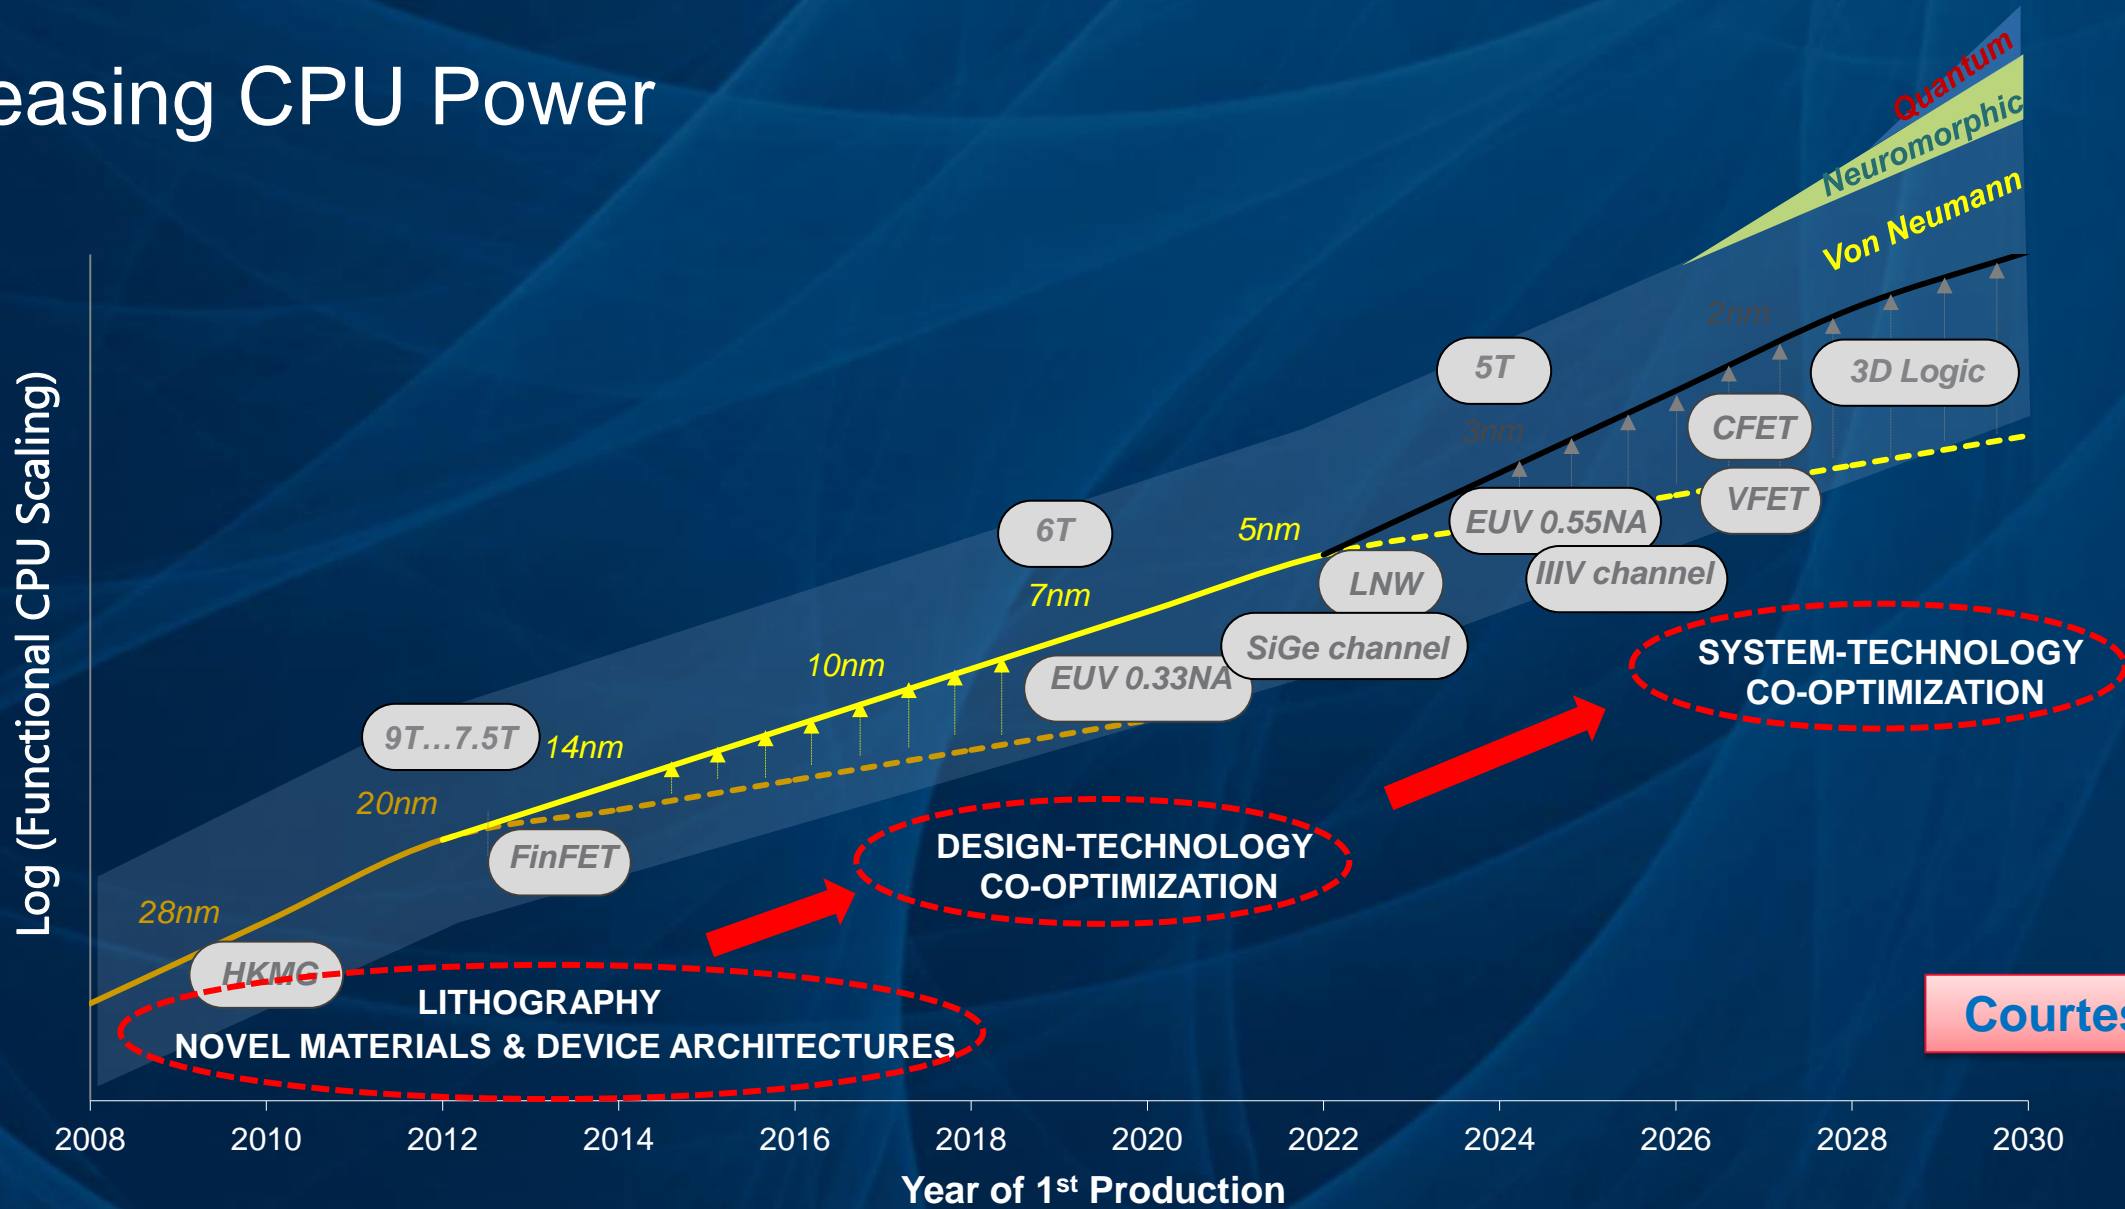 easing CPU Power
Quantum
Neuromorphic
Von Neumann
2nm
5T
3D Logic
3nm
CFET
VFET
EUV 0.55NA
6T
5nm
IIIV channel
LNW
7nm
SiGe channel
EUV 0.33NA
10nm
9T...7.5T
14nm
20nm
FinFET
28nm
HKMG
SYSTEM-TECHNOLOGY
CO-OPTIMIZATION
DESIGN-TECHNOLOGY
CO-OPTIMIZATION
LITHOGRAPHY
NOVEL MATERIALS & DEVICE ARCHITECTURES
Courtes
Log (Functional CPU Scaling)
2008 2010 2012 2014 2016 2018 2020 2022 2024 2026 2028 2030
Year of 1st Production